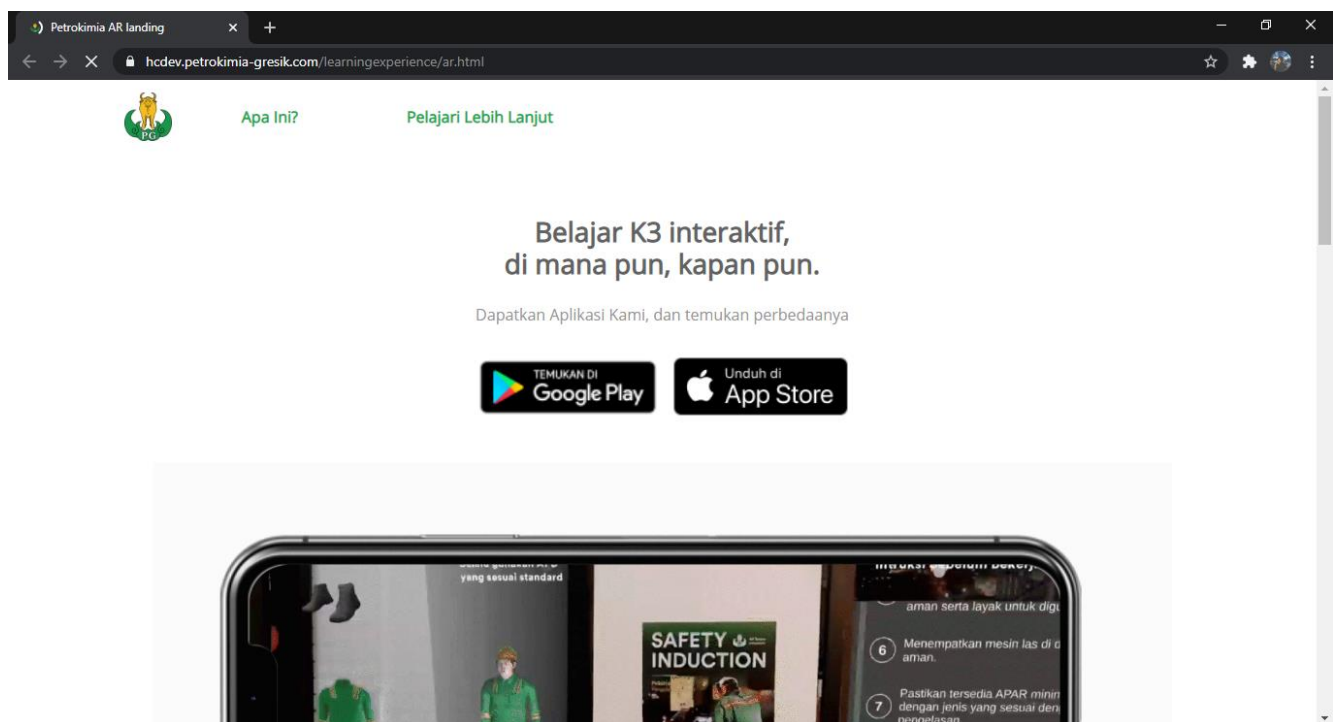 Petrokimia AR landing
hcdev.petrokimia-gresik.com/learningexperience/ar.html
PG
Apa Ini?
Pelajari Lebih Lanjut
Belajar K3 interaktif,
di mana pun, kapan pun.
Dapatkan Aplikasi Kami, dan temukan perbedaanya
TEMUKAN DI
Google Play
Unduh di
App Store
yang sesuai standard
SAFETY
INDUCTION
aman serta layak untuk
6 Menempatkan mesin las di
aman.
7 Pastikan tersedia APAR
dengan jenis yang sesuai
pengelasan